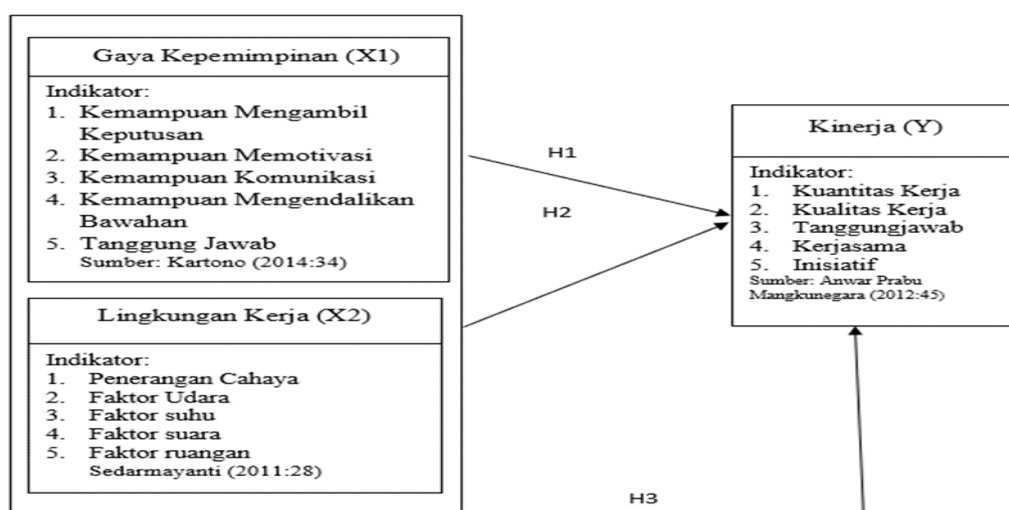 Gaya Kepemimpinan (X1)
Indikator:
1. Kemampuan Mengambil
Keputusan
2. Kemampuan Memotivasi
3. Kemampuan Komunikasi
4. Kemampuan Mengendalikan
Bawahan
5. Tanggung Jawab
Sumber: Kartono (2014:34)
Lingkungan Kerja (X2)
Indikator:
1. Penerangan Cahaya
2. Faktor Udara
3. Faktor suhu
4. Faktor suara
5. Faktor ruangan
Sedarmayanti (2011:28)
H1
H2
H3
Kinerja (Y)
Indikator:
1. Kuantitas Kerja
2. Kualitas Kerja
3. Tanggungjawab
4. Kerjasama
5. Inisiatif
Sumber: Anwar Prabu
Mangkunegara (2012:45)